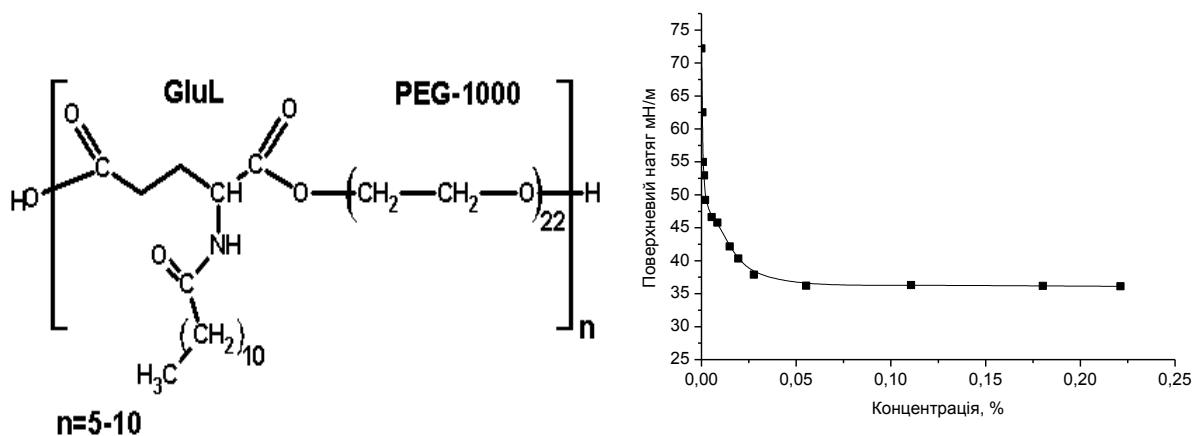 GluL PEG-1000
O O
HO C CH C O (CH2 CH2 O)22 H
NH
O
C
(CH2)10
H3C
n
n=5-10
Поверхневий натяг мН/м
75
70
65
60
55
50
45
40
35
30
25
0,00 0,05 0,10 0,15 0,20 0,25
Концентрація, %